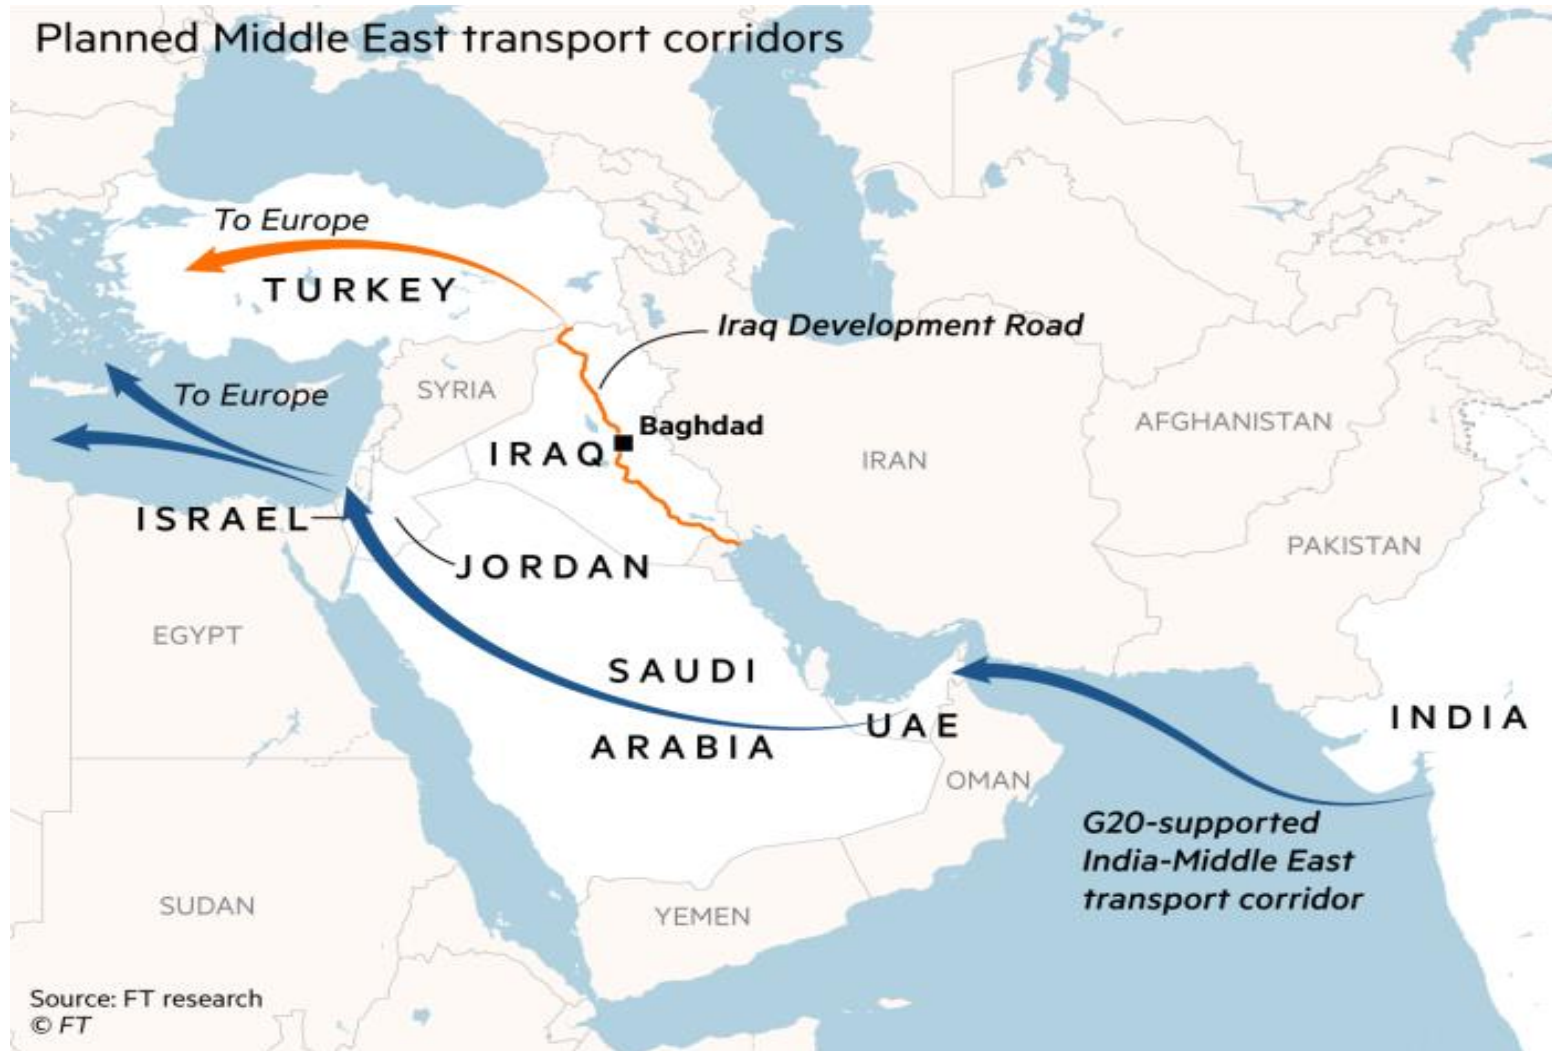 Planned Middle East transport corridors
To Europe
TURKEY
Iraq Development Road
To Europe
SYRIA
Baghdad
AFGHANISTAN
IRAQ
IRAN
ISRAEL
JORDAN
PAKISTAN
EGYPT
SAUDI
ARABIA
UAE
INDIA
OMAN
G20-supported
India-Middle East
transport corridor
SUDAN
YEMEN
Source: FT research
© FT